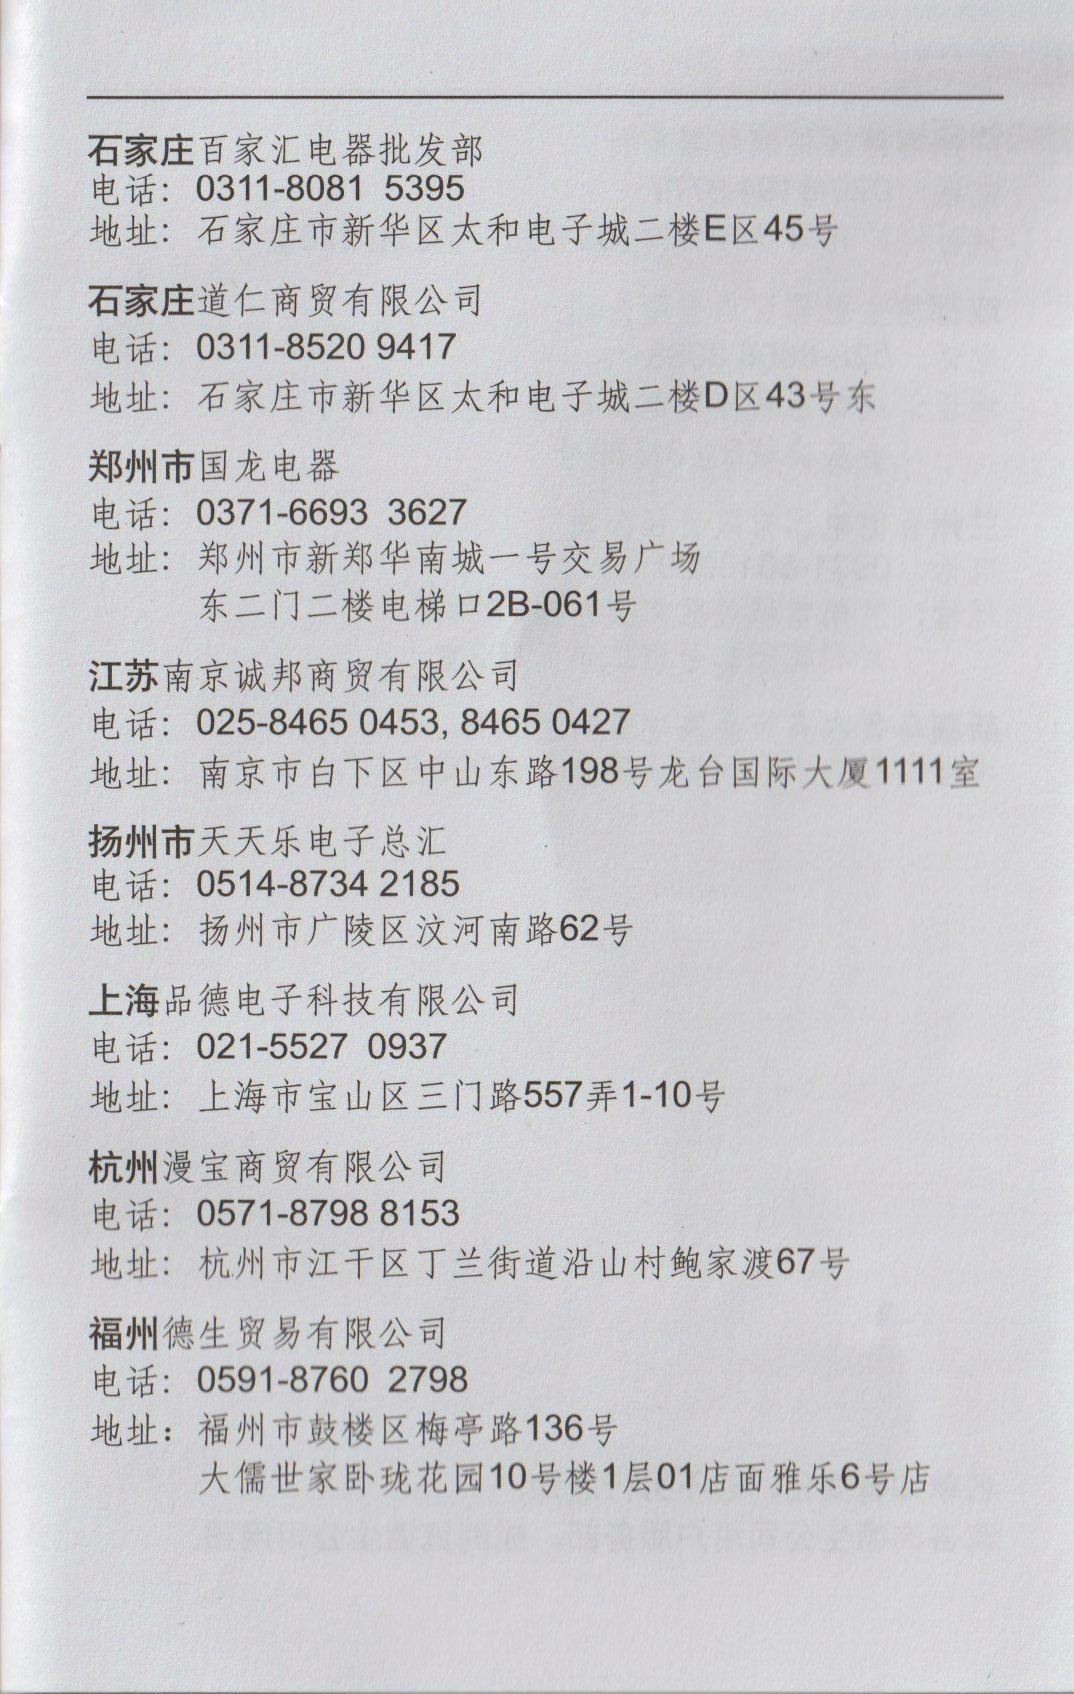 石家庄百家汇电器批发部
电话：0311-8081 5395
地址：石家庄市新华区太和电子城二楼E区45号
石家庄道仁商贸有限公司
电话：0311-8520 9417
地址：石家庄市新华区太和电子城二楼D区43号东
郑州市国龙电器
电话：0371-6693 3627
地址：郑州市新郑华南城一号交易广场
东二门二楼电梯口2B-061号
江苏南京诚邦商贸有限公司
电话：025-8465 0453, 8465 0427
地址：南京市白下区中山东路198号龙台国际大厦1111室
扬州市天天乐电子总汇
电话：0514-8734 2185
地址：扬州市广陵区汶河南路62号
上海品德电子科技有限公司
电话：021-5527 0937
地址：上海市宝山区三门路557弄1-10号
杭州漫宝商贸有限公司
电话：0571-8798 8153
地址：杭州市江干区丁兰街道沿山村鲍家渡67号
福州德生贸易有限公司
电话：0591-8760 2798
地址：福州市鼓楼区梅亭路136号
大儒世家卧珑花园10号楼1层01店面雅乐6号店